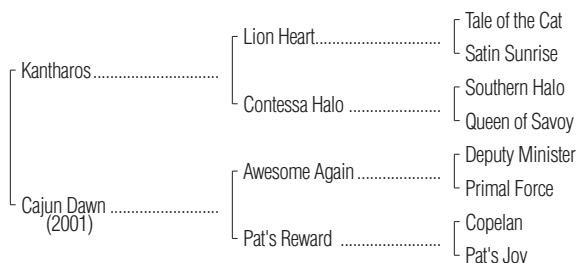 Tale of the Cat
Lion Heart
Satin Sunrise
Kantharos
Southern Halo
Contessa Halo
Queen of Savoy
Deputy Minister
Awesome Again
Primal Force
Cajun Dawn
(2001)
Copelan
Pat's Reward
Pat's Joy